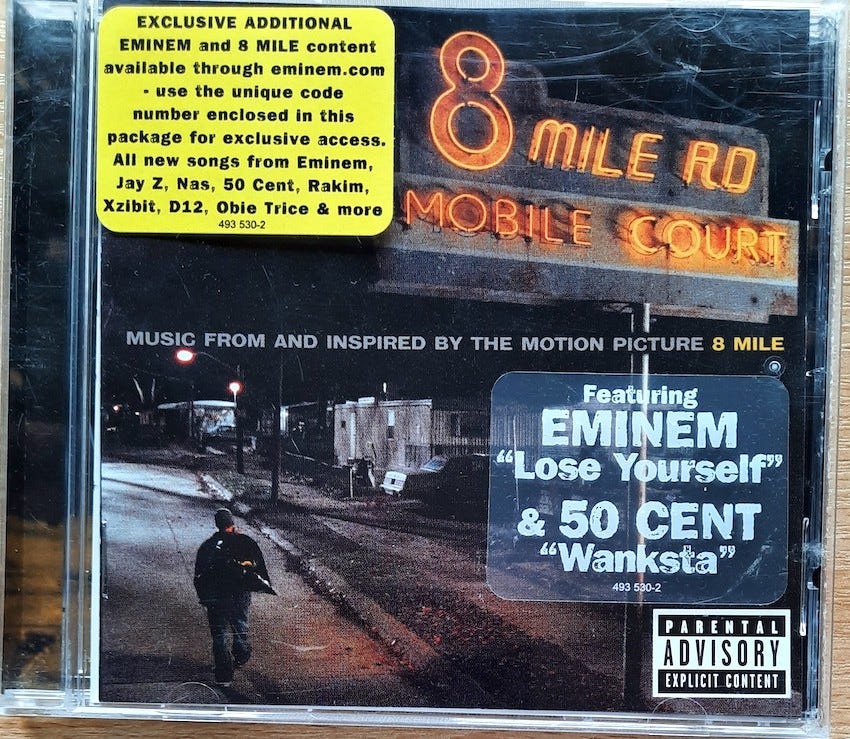 EXCLUSIVE ADDITIONAL
EMINEM and 8 MILE content
available through eminem.com
- use the unique code
number enclosed in this
package for exclusive access.
All new songs from Eminem,
Jay Z, Nas, 50 Cent, Rakim,
Xzibit, D12, Obie Trice & more
493 530-2
8 MILE RD
MOBILE COURT
MUSIC FROM AND INSPIRED BY THE MOTION PICTURE 8 MILE
Featuring
EMINEM
“Lose Yourself”
& 50 CENT
“Wanksta”
493 530-2
PARENTAL
ADVISORY
EXPLICIT CONTENT